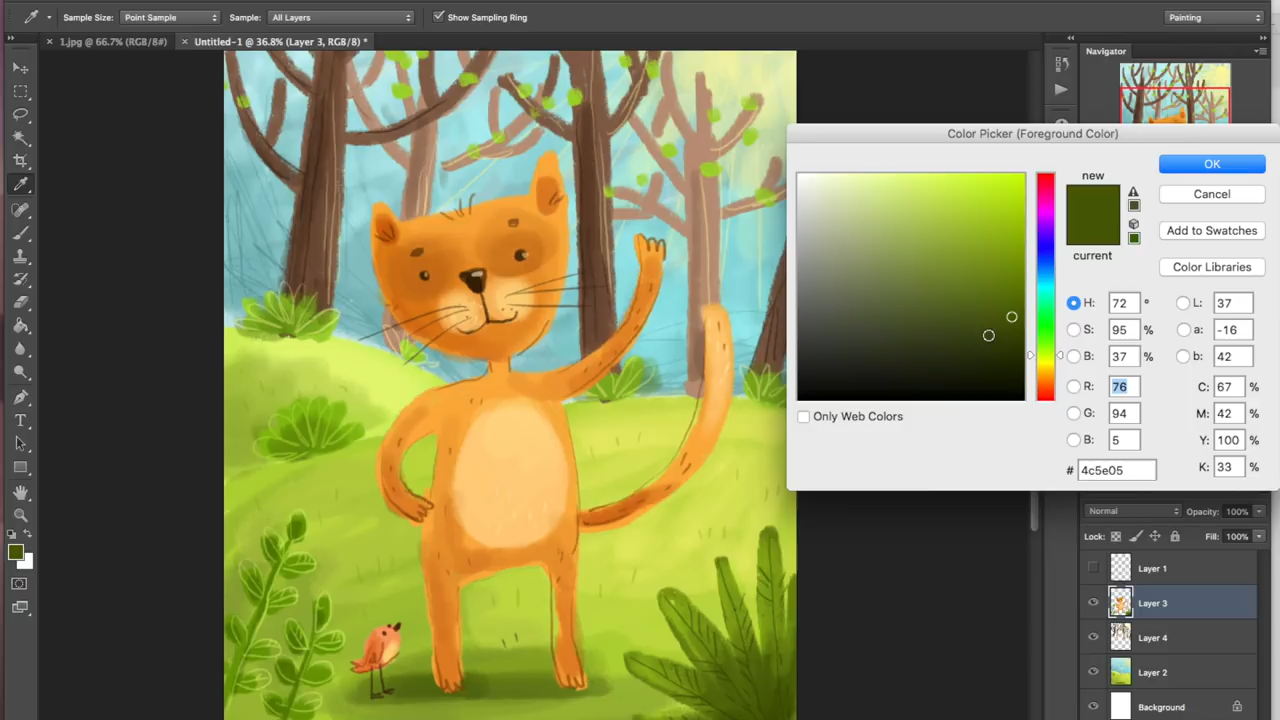 Sample Size: Point Sample Sample: All Layers Show Sampling Ring Painting
1.jpg @ 66.7% (RGB/8#) Untitled-1 @ 36.8% (Layer 3, RGB/8) *
Navigator
Color Picker (Foreground Color)
new
current
OK
Cancel
Add to Swatches
Color Libraries
H: 72 ° L: 37
S: 95 % a: -16
B: 37 % b: 42
R: 76 C: 67 %
G: 94 M: 42 %
B: 5 Y: 100 %
# 4c5e05 K: 33 %
Only Web Colors
Normal Opacity: 100%
Lock: Fill: 100%
Layer 1
Layer 3
Layer 4
Layer 2
Background